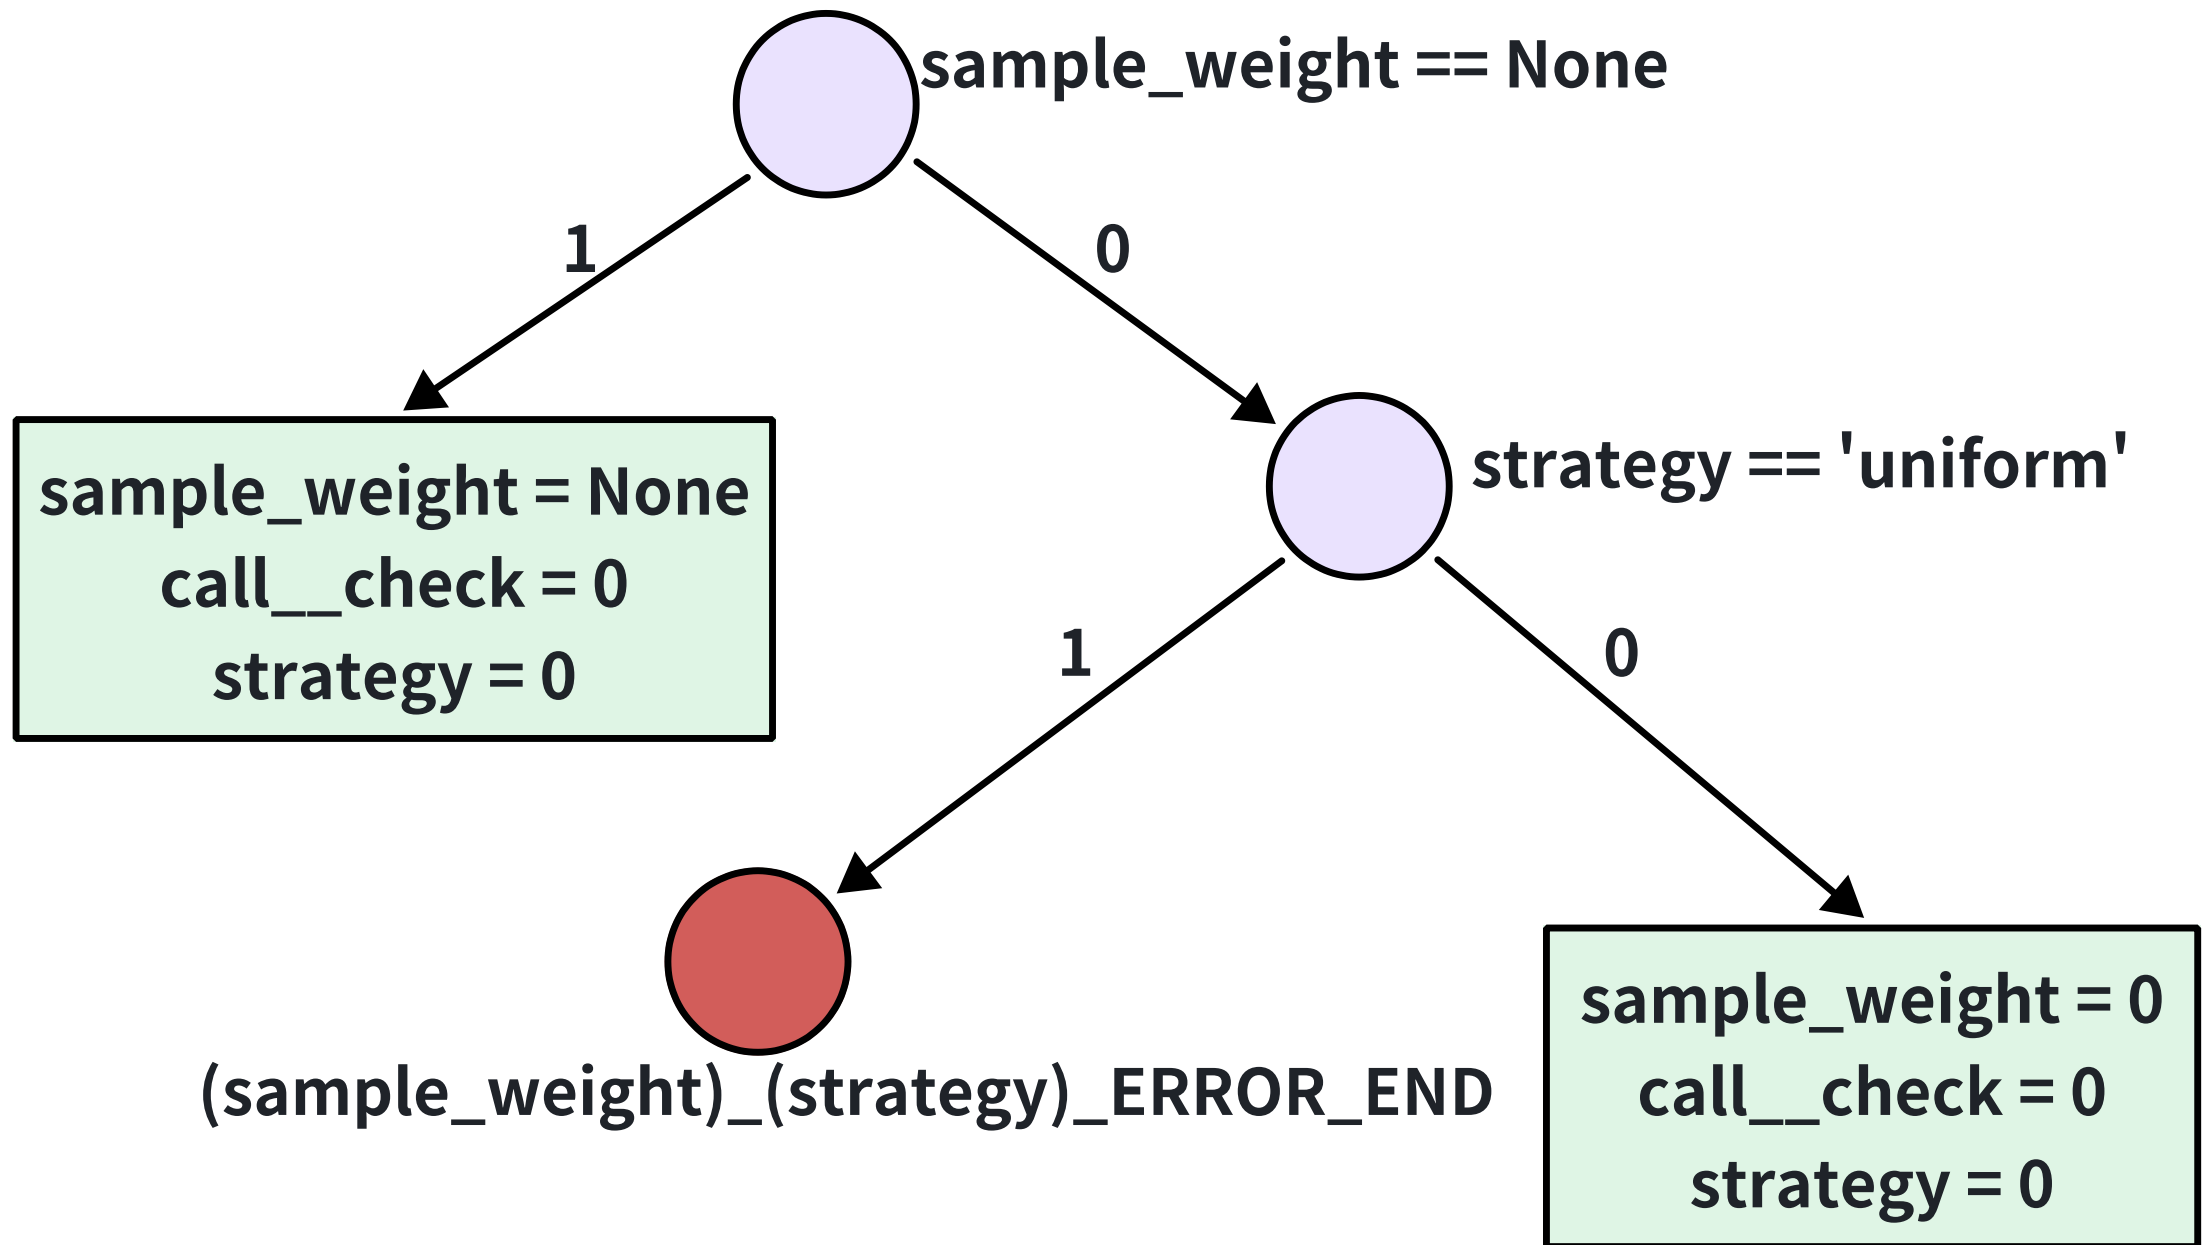 sample_weight == None
1
0
sample_weight = None
call__check = 0
strategy = 0
strategy == 'uniform'
1
0
(sample_weight)_(strategy)_ERROR_END
sample_weight = 0
call__check = 0
strategy = 0